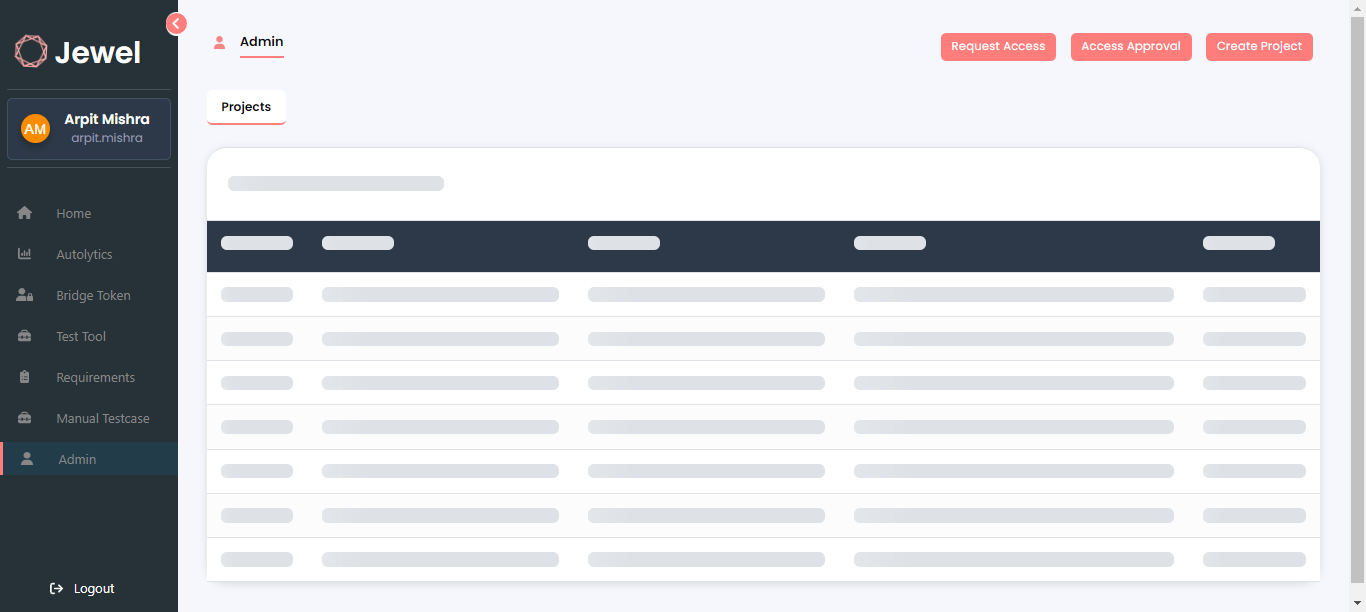 Jewel
AM
Arpit Mishra
arpit.mishra
Home
Autolytics
Bridge Token
Test Tool
Requirements
Manual Testcase
Admin
Logout
Admin
Request Access
Access Approval
Create Project
Projects